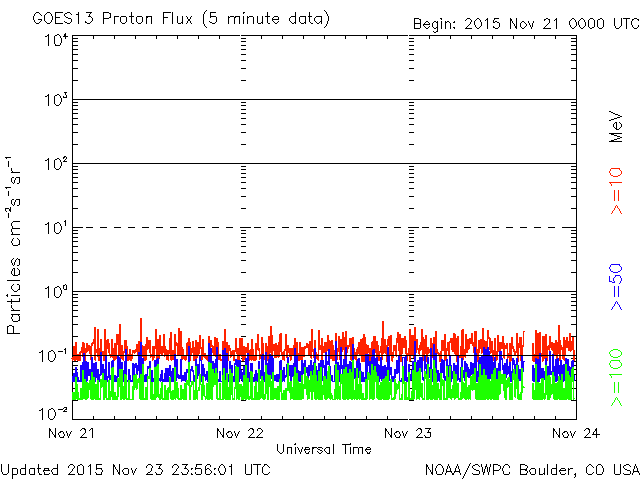 GOES13 Proton Flux (5 minute data)
Begin: 2015 Nov 21 0000 UTC
Particles cm⁻²s⁻¹sr⁻¹
10⁴
10³
10²
10¹
10⁰
10⁻¹
10⁻²
MeV
>=10
>=50
>=100
Nov 21 Nov 22 Nov 23 Nov 24
Universal Time
Updated 2015 Nov 23 23:56:01 UTC
NOAA/SWPC Boulder, CO USA